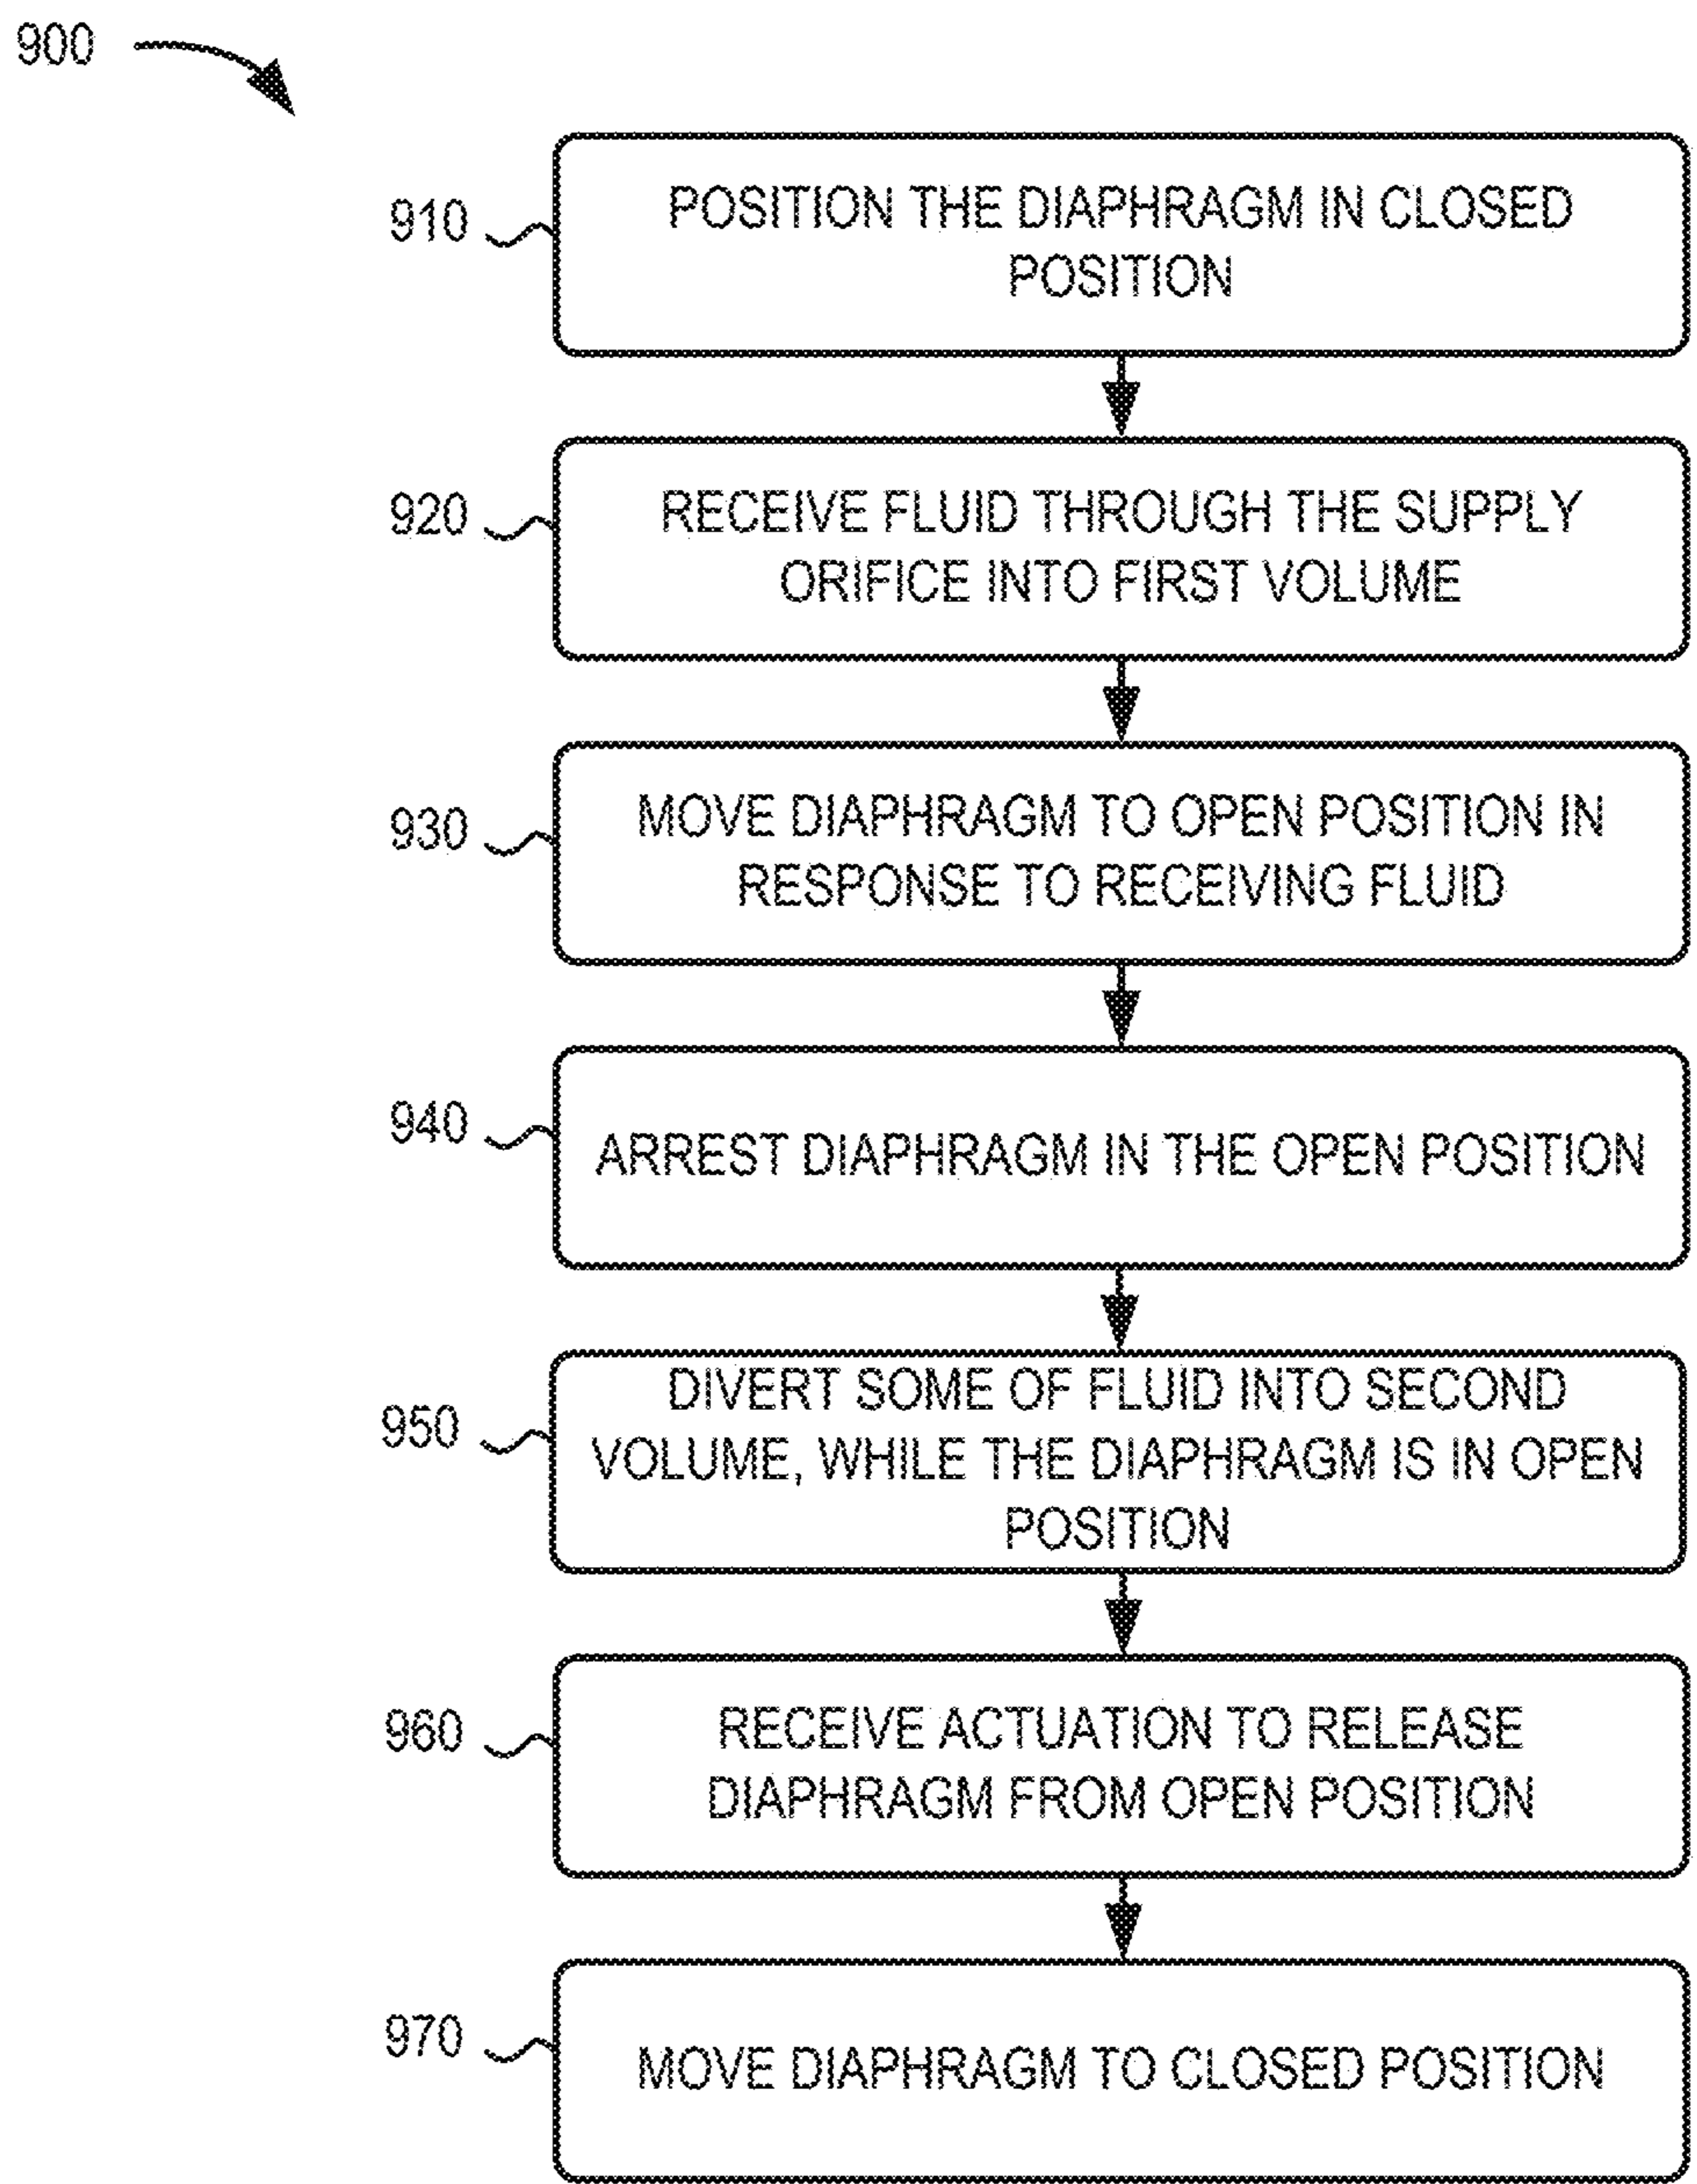 900
910
POSITION THE DIAPHRAGM IN CLOSED
POSITION
920
RECEIVE FLUID THROUGH THE SUPPLY
ORIFICE INTO FIRST VOLUME
930
MOVE DIAPHRAGM TO OPEN POSITION IN
RESPONSE TO RECEIVING FLUID
940
ARREST DIAPHRAGM IN THE OPEN POSITION
950
DIVERT SOME OF FLUID INTO SECOND
VOLUME, WHILE THE DIAPHRAGM IS IN OPEN
POSITION
960
RECEIVE ACTUATION TO RELEASE
DIAPHRAGM FROM OPEN POSITION
970
MOVE DIAPHRAGM TO CLOSED POSITION